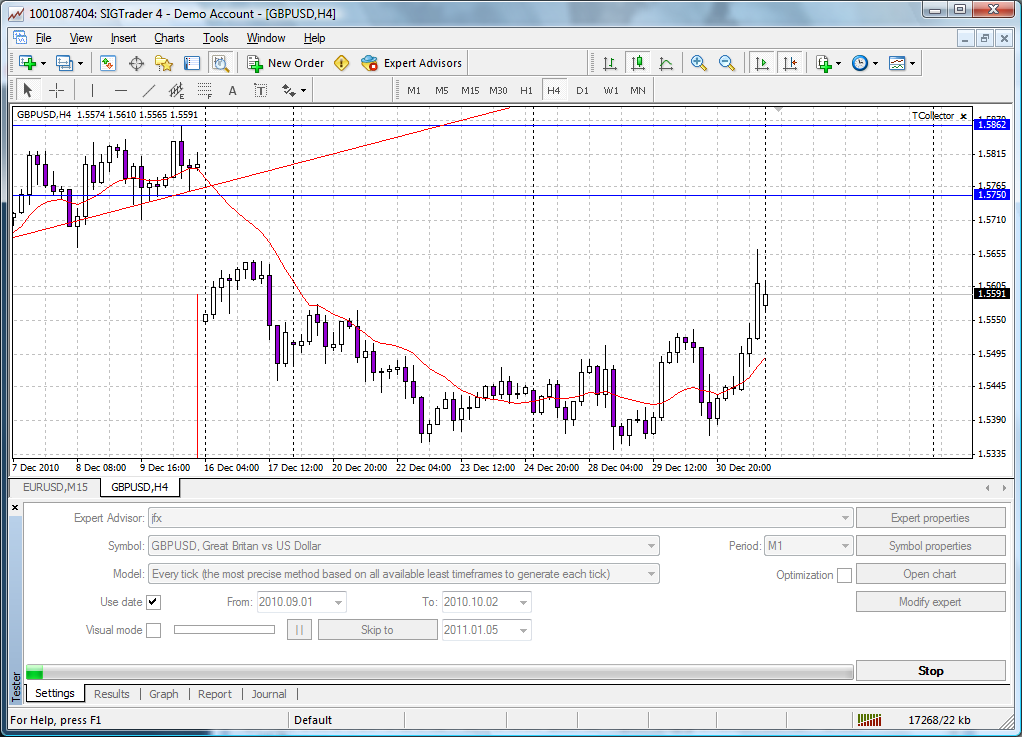 1001087404: SIGTrader 4 - Demo Account - [GBPUSD,H4]
File View Insert Charts Tools Window Help
New Order Expert Advisors
A T M1 M5 M15 M30 H1 H4 D1 W1 MN
GBPUSD,H4 1.5574 1.5610 1.5565 1.5591 TCollector
1.5870
1.5862
1.5815
1.5765
1.5750
1.5710
1.5655
1.5605
1.5591
1.5550
1.5495
1.5445
1.5390
1.5335
7 Dec 2010 8 Dec 08:00 9 Dec 16:00 16 Dec 04:00 17 Dec 12:00 20 Dec 20:00 22 Dec 04:00 23 Dec 12:00 24 Dec 20:00 28 Dec 04:00 29 Dec 12:00 30 Dec 20:00
EURUSD,M15 GBPUSD,H4
Expert Advisor: jfx Expert properties
Symbol: GBPUSD, Great Britan vs US Dollar Period: M1 Symbol properties
Model: Every tick (the most precise method based on all available least timeframes to generate each tick) Optimization Open chart
Use date From: 2010.09.01 To: 2010.10.02 Modify expert
Visual mode Skip to 2011.01.05
Stop
Tester
Settings Results Graph Report Journal
For Help, press F1 Default 17268/22 kb